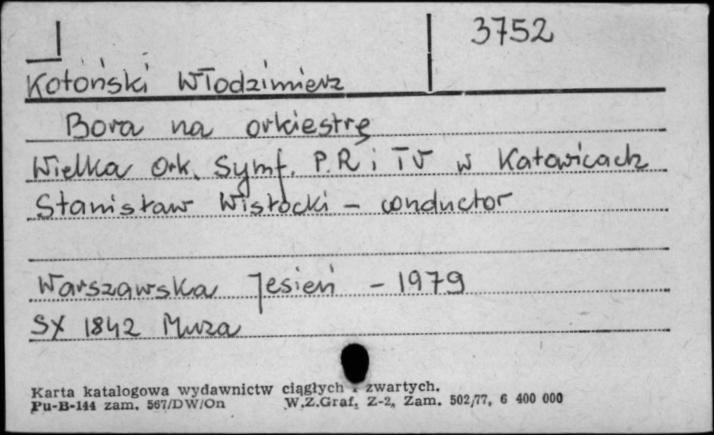 3752
Kotoński Włodzimierz
Bora na orkiestrę
Wielka Ork. Symf. P.R i TV w Katowicach
Stanisław Wisłocki – conductor
Warszawska Jesień – 1979
SX 1842 Muza
Karta katalogowa wydawnictw ciągłych i zwartych.
Pu-B-144 zam. 567/DW/On W.Z.Graf. Z-2, Zam. 502/77, 6 400 000